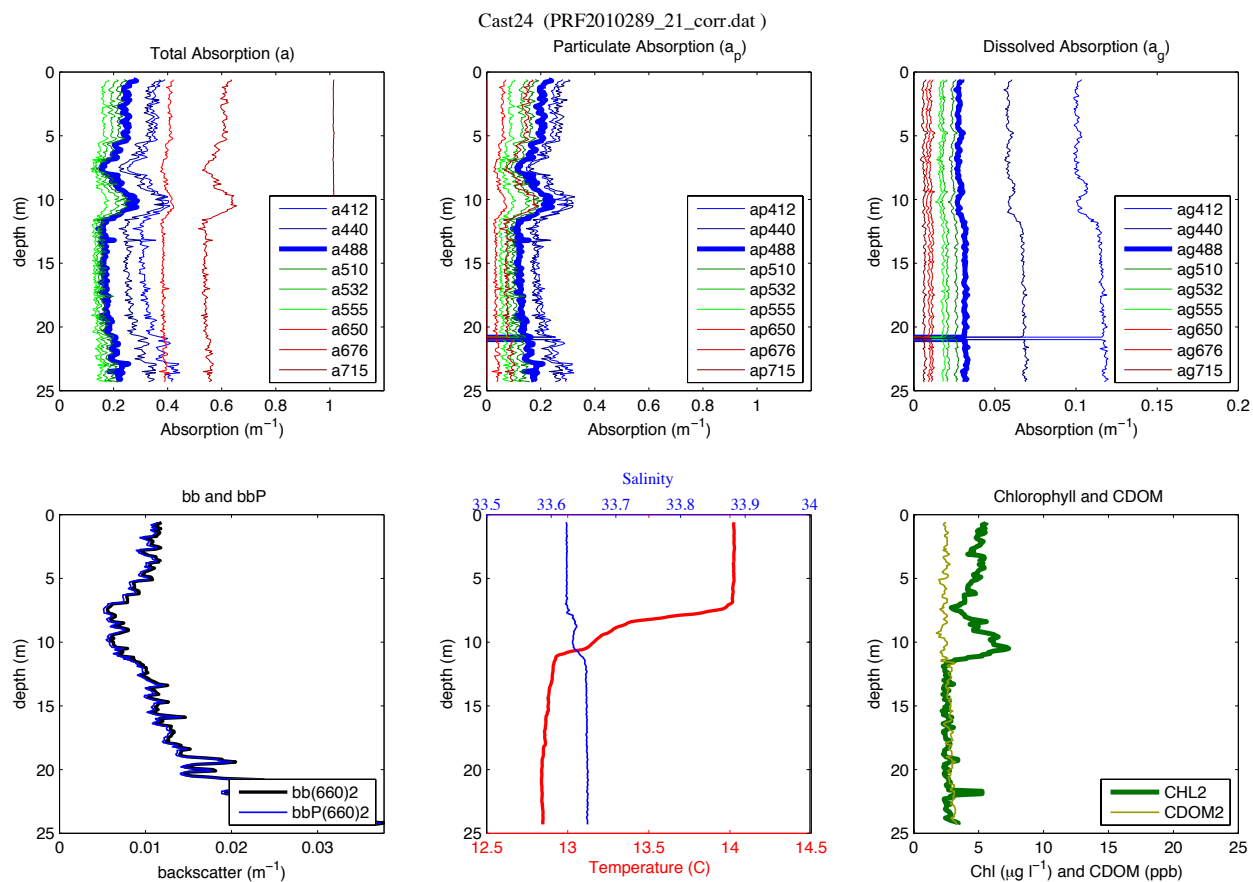 Cast24 (PRF2010289_21_corr.dat )
Total Absorption (a)
0
5
10
15
20
25
depth (m)
0 0.2 0.4 0.6 0.8 1
Absorption (m⁻¹)
a412
a440
a488
a510
a532
a555
a650
a676
a715
Particulate Absorption (aₚ)
0
5
10
15
20
25
depth (m)
0 0.2 0.4 0.6 0.8 1
Absorption (m⁻¹)
ap412
ap440
ap488
ap510
ap532
ap555
ap650
ap676
ap715
Dissolved Absorption (a_g)
0
5
10
15
20
25
depth (m)
0 0.05 0.1 0.15 0.2
Absorption (m⁻¹)
ag412
ag440
ag488
ag510
ag532
ag555
ag650
ag676
ag715
bb and bbP
0
5
10
15
20
25
depth (m)
0 0.01 0.02 0.03
backscatter (m⁻¹)
bb(660)2
bbP(660)2
Salinity
33.5 33.6 33.7 33.8 33.9 34
0
5
10
15
20
25
depth (m)
12.5 13 13.5 14 14.5
Temperature (C)
Chlorophyll and CDOM
0
5
10
15
20
25
depth (m)
0 5 10 15 20 25
Chl (μg l⁻¹) and CDOM (ppb)
CHL2
CDOM2